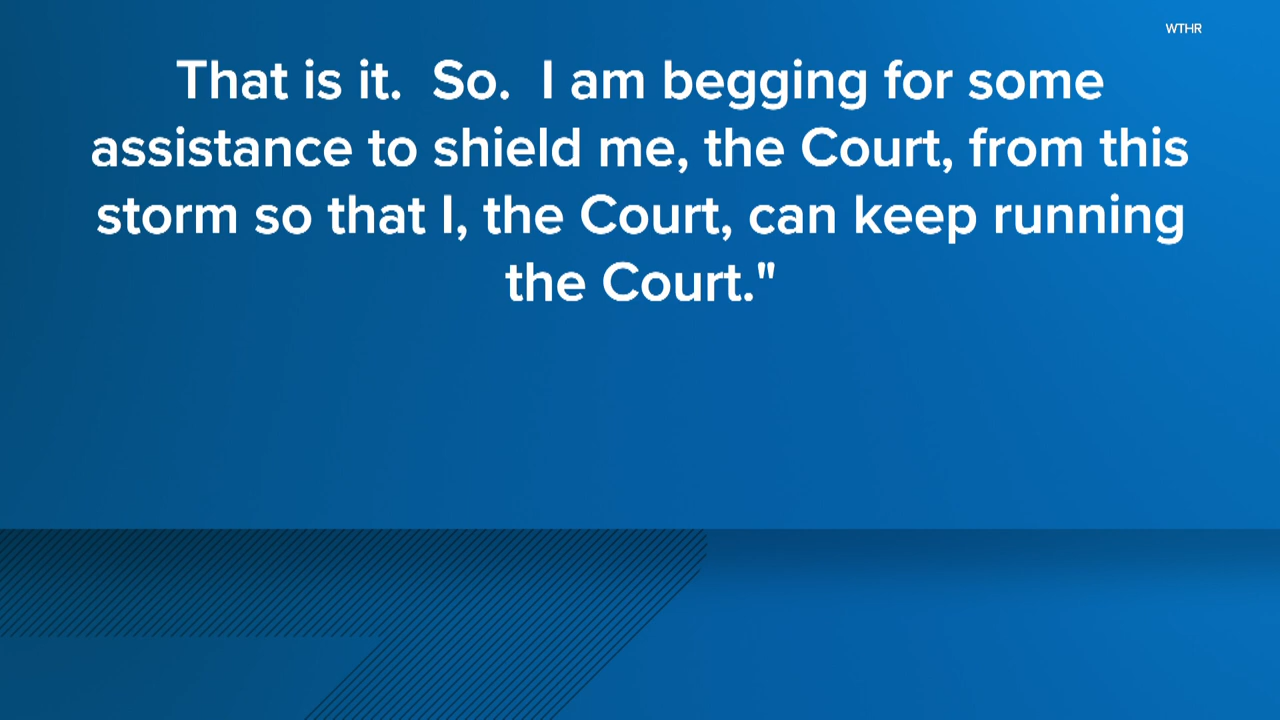 WTHR
That is it.  So.  I am begging for some
assistance to shield me, the Court, from this
storm so that I, the Court, can keep running
the Court."